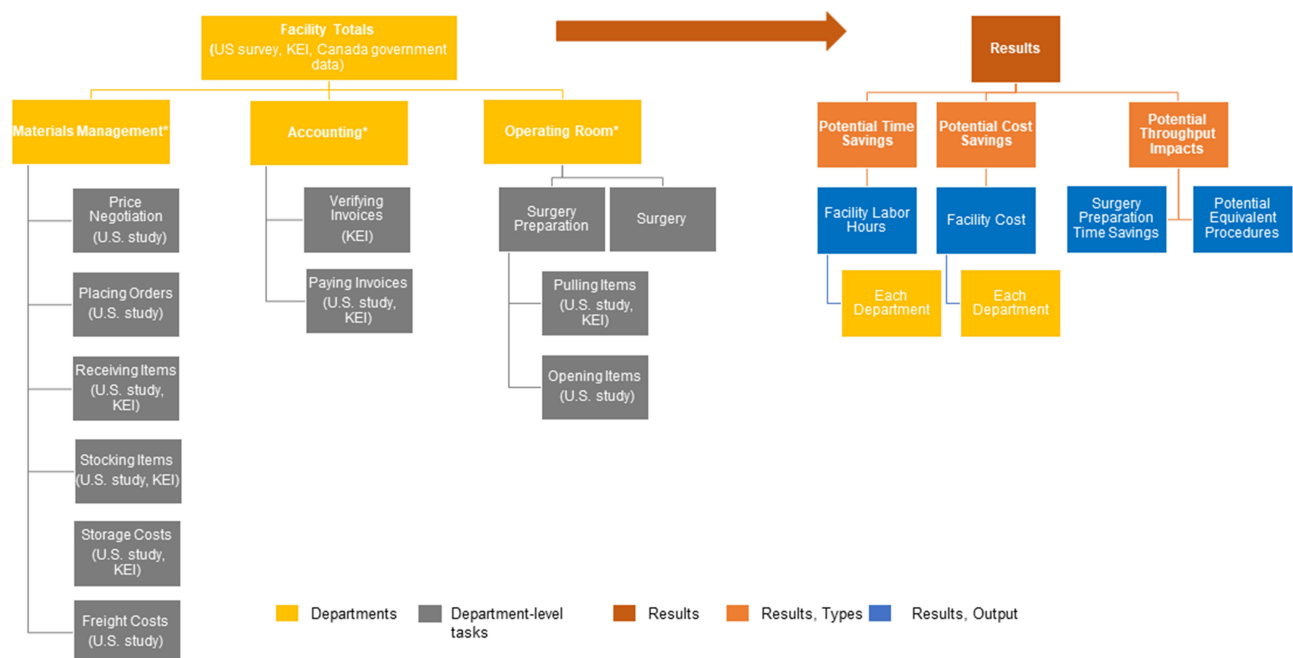 Facility Totals
(US survey, KEI, Canada government
data)
Results
Materials Management*
Accounting*
Operating Room*
Potential Time
Savings
Potential Cost
Savings
Potential
Throughput
Impacts
Price
Negotiation
(U.S. study)
Placing Orders
(U.S. study)
Receiving Items
(U.S. study,
KEI)
Stocking Items
(U.S. study, KEI)
Storage Costs
(U.S. study,
KEI)
Freight Costs
(U.S. study)
Verifying
Invoices
(KEI)
Paying Invoices
(U.S. study,
KEI)
Surgery
Preparation
Surgery
Pulling Items
(U.S. study,
KEI)
Opening Items
(U.S. study)
Facility Labor
Hours
Facility Cost
Surgery
Preparation
Time Savings
Potential
Equivalent
Procedures
Each
Department
Each
Department
Departments
Department-level
tasks
Results
Results, Types
Results, Output